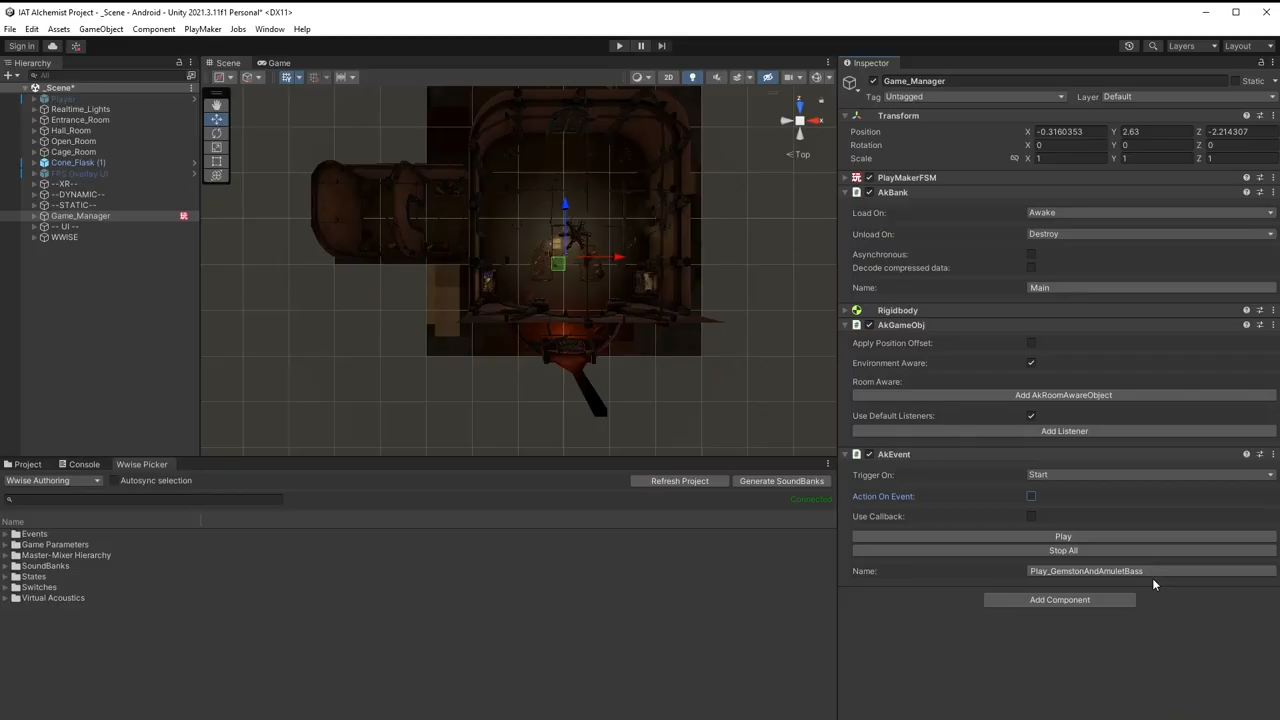 IAT Alchemist Project - _Scene - Android - Unity 2021.3.11f1 Personal* <DX11>
File Edit Assets GameObject Component PlayMaker Jobs Window Help
Sign in Layers Layout
Hierarchy Scene Game Inspector
All 2D
_Scene*
Player
Realtime_Lights
Entrance_Room
Hall_Room
Open_Room
Cage_Room
Cone_Flask (1)
FPS Overlay UI
--XR--
--DYNAMIC--
--STATIC--
Game_Manager
-- UI --
WWISE
z
x
Top
Game_Manager Static
Tag Untagged Layer Default
Transform
Position X -0.3160353 Y 2.63 Z -2.214307
Rotation X 0 Y 0 Z 0
Scale X 1 Y 1 Z 1
PlayMakerFSM
AkBank
Load On: Awake
Unload On: Destroy
Asynchronous:
Decode compressed data:
Name: Main
Rigidbody
AkGameObj
Apply Position Offset:
Environment Aware:
Room Aware:
Add AkRoomAwareObject
Use Default Listeners:
Add Listener
AkEvent
Trigger On: Start
Action On Event:
Use Callback:
Play
Stop All
Name: Play_GemstonAndAmuletBass
Add Component
Project Console Wwise Picker
Wwise Authoring Autosync selection Refresh Project Generate SoundBanks
Connected
Name
Events
Game Parameters
Master-Mixer Hierarchy
SoundBanks
States
Switches
Virtual Acoustics